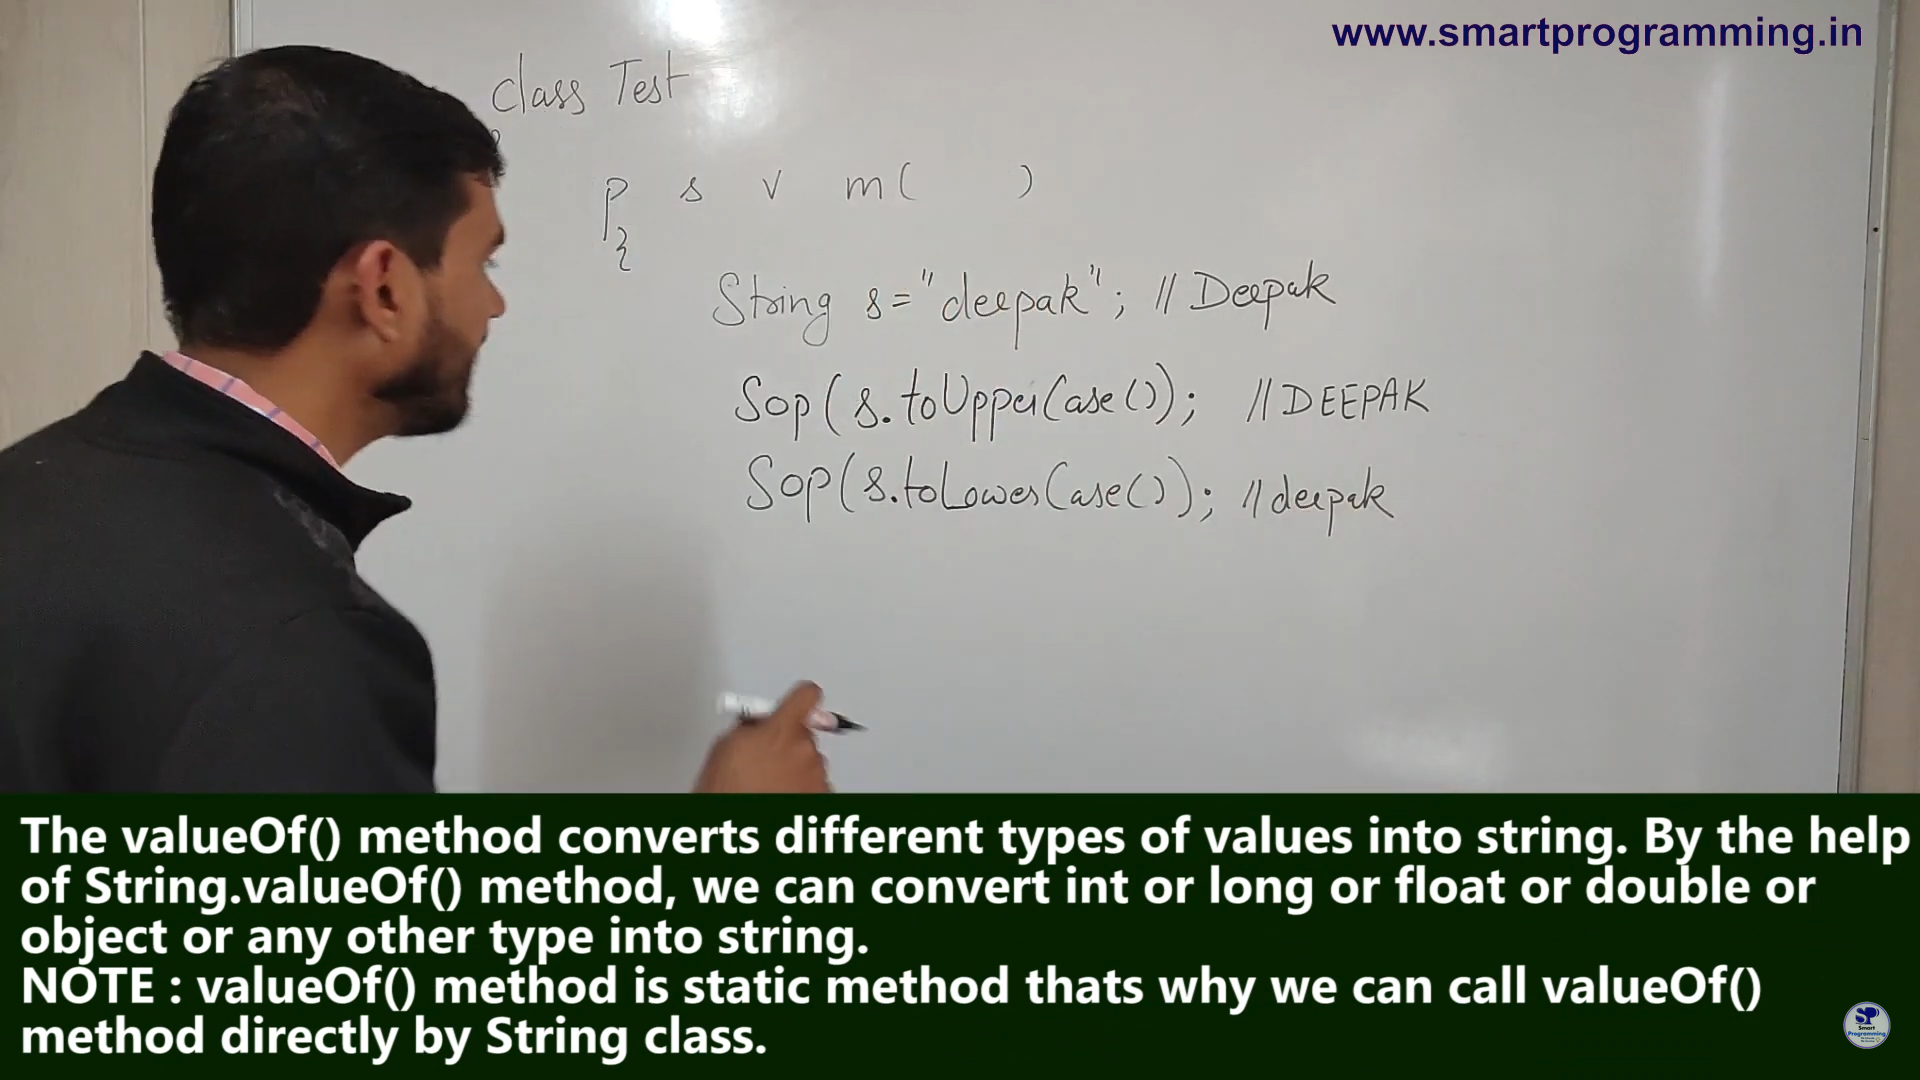 www.smartprogramming.in
class Test
p s v m( )
{
String s="deepak"; // Deepak
Sop(s.toUpperCase()); // DEEPAK
Sop(s.toLowerCase()); // deepak
The valueOf() method converts different types of values into string. By the help
of String.valueOf() method, we can convert int or long or float or double or
object or any other type into string.
NOTE : valueOf() method is static method thats why we can call valueOf()
method directly by String class.
SP
Smart
Programming